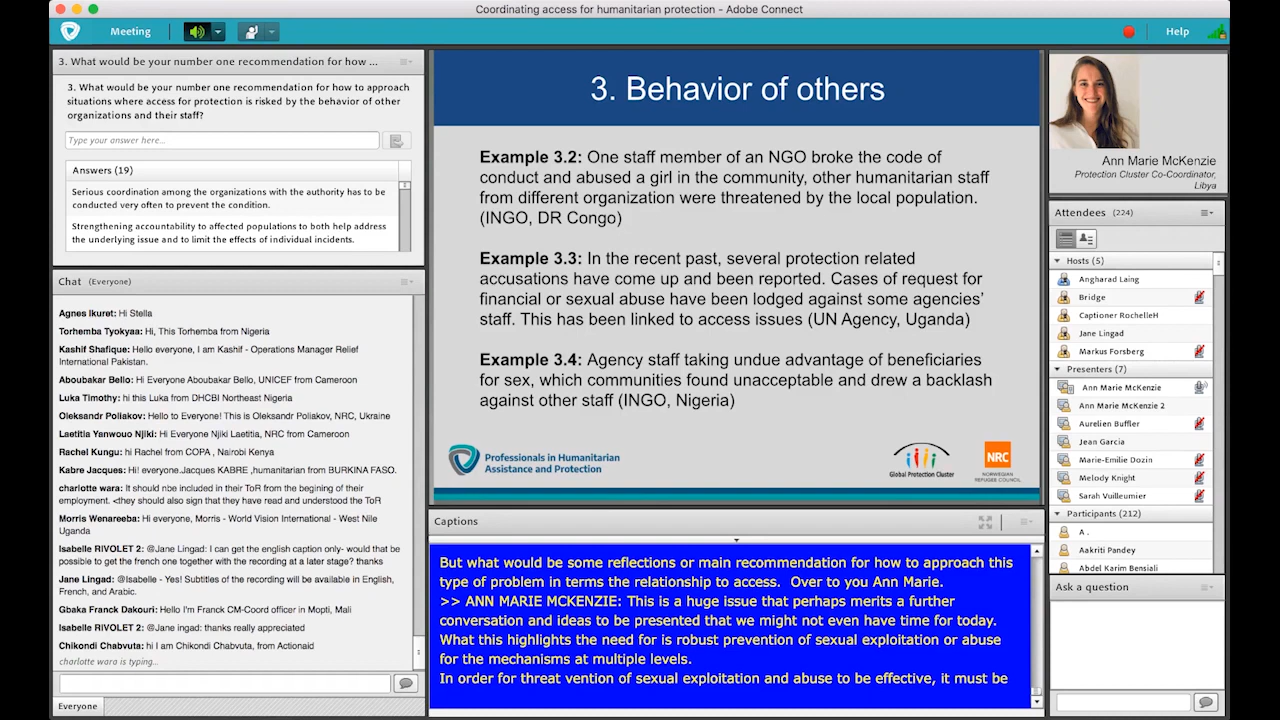 Coordinating access for humanitarian protection - Adobe Connect
Meeting
Help
3. What would be your number one recommendation for how ...
3. What would be your number one recommendation for how to approach
situations where access for protection is risked by the behavior of other
organizations and their staff?
Type your answer here...
Answers (19)
Serious coordination among the organizations with the authority has to be
conducted very often to prevent the condition.
Strengthening accountability to affected populations to both help address
the underlying issue and to limit the effects of individual incidents.
Chat (Everyone)
Agnes Ikuret: Hi Stella
Torhemba Tyokyaa: Hi, This Torhemba from Nigeria
Kashif Shafique: Hello everyone, I am Kashif - Operations Manager Relief
International Pakistan.
Aboubakar Bello: Hi Everyone Aboubakar Bello, UNICEF from Cameroon
Luka Timothy: hi this Luka from DHCBI Northeast Nigeria
Oleksandr Poliakov: Hello to Everyone! This is Oleksandr Poliakov, NRC, Ukraine
Laetitia Yanwouo Njiki: Hi Everyone Njiki Laetitia, NRC from Cameroon
Rachel Kungu: hi Rachel from COPA , Nairobi Kenya
Kabre Jacques: Hi! everyone.Jacques KABRE ,humanitarian from BURKINA FASO.
charlotte wara: It should nbe included in their ToR from the begining of their
employment. <they should also sign that they have read and understood the ToR
Morris Wenareeba: Hi everyone, Morris - World Vision International - West Nile
Uganda
Isabelle RIVOLET 2: @Jane Lingad: I can get the english caption only- would that be
possible to get the french one together with the recording at a later stage? thanks
Jane Lingad: @Isabelle - Yes! Subtitles of the recording will be available in English,
French, and Arabic.
Gbaka Franck Dakouri: Hello I'm Franck CM-Coord officer in Mopti, Mali
Isabelle RIVOLET 2: @Jane ingad: thanks really appreciated
Chikondi Chabvuta: hi I am Chikondi Chabvuta, from Actionaid
charlotte wara is typing...
Everyone
3. Behavior of others
Example 3.2: One staff member of an NGO broke the code of
conduct and abused a girl in the community, other humanitarian staff
from different organization were threatened by the local population.
(INGO, DR Congo)
Example 3.3: In the recent past, several protection related
accusations have come up and been reported. Cases of request for
financial or sexual abuse have been lodged against some agencies'
staff. This has been linked to access issues (UN Agency, Uganda)
Example 3.4: Agency staff taking undue advantage of beneficiaries
for sex, which communities found unacceptable and drew a backlash
against other staff (INGO, Nigeria)
Professionals in Humanitarian
Assistance and Protection
Global Protection Cluster
NRC
NORWEGIAN
REFUGEE COUNCIL
Captions
But what would be some reflections or main recommendation for how to approach this
type of problem in terms the relationship to access. Over to you Ann Marie.
>> ANN MARIE MCKENZIE: This is a huge issue that perhaps merits a further
conversation and ideas to be presented that we might not even have time for today.
What this highlights the need for is robust prevention of sexual exploitation or abuse
for the mechanisms at multiple levels.
In order for threat vention of sexual exploitation and abuse to be effective, it must be
Ann Marie McKenzie
Protection Cluster Co-Coordinator,
Libya
Attendees (224)
Hosts (5)
Angharad Laing
Bridge
Captioner RochelleH
Jane Lingad
Markus Forsberg
Presenters (7)
Ann Marie McKenzie
Ann Marie McKenzie 2
Aurelien Buffler
Jean Garcia
Marie-Emilie Dozin
Melody Knight
Sarah Vuilleumier
Participants (212)
A .
Aakriti Pandey
Abdel Karim Bensiali
Ask a question